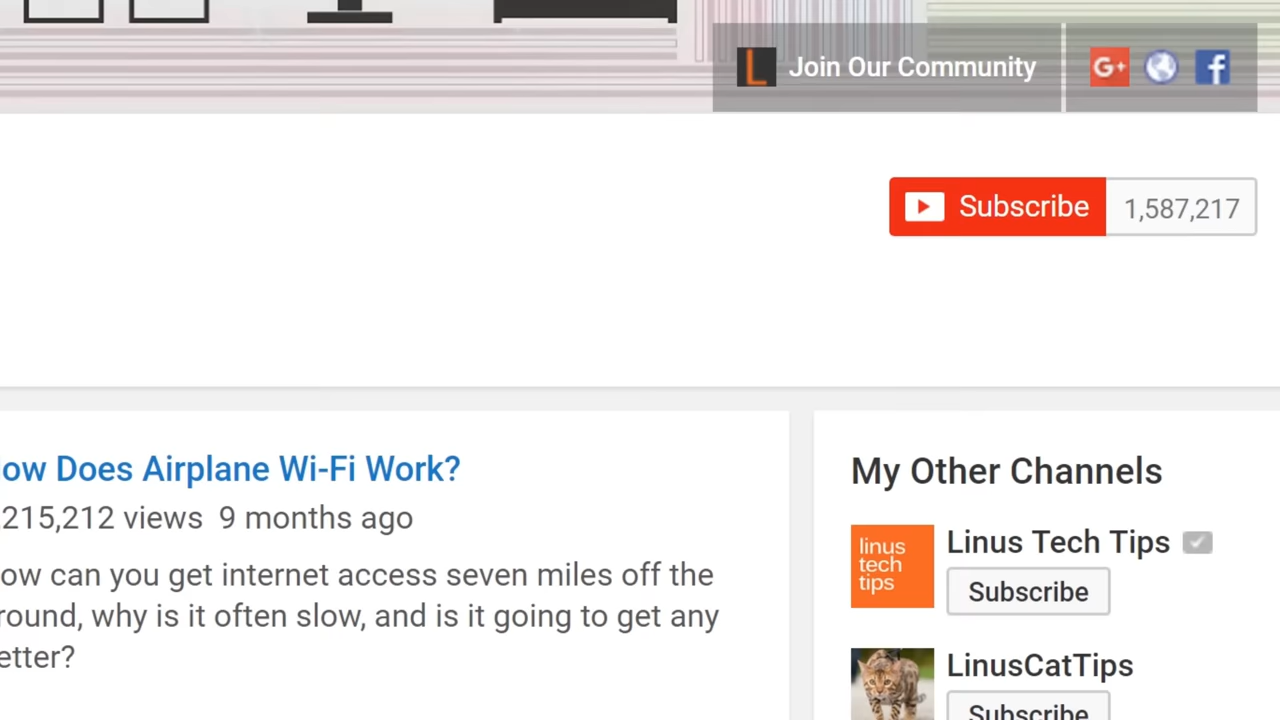 Join Our Community
G+
f
Subscribe 1,587,217
ow Does Airplane Wi-Fi Work?
,215,212 views 9 months ago
ow can you get internet access seven miles off the
round, why is it often slow, and is it going to get any
etter?
My Other Channels
linus
tech
tips
Linus Tech Tips
Subscribe
LinusCatTips
Subscribe